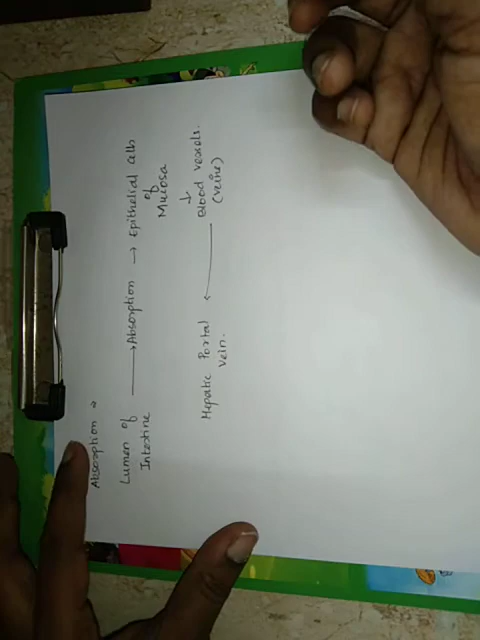 Absorption →
Lumen of ⟶ Absorption → Epithelial cells
Intestine
of
Mucosa
↓
Hepatic Portal ← Blood vessels.
vein.
(veins)